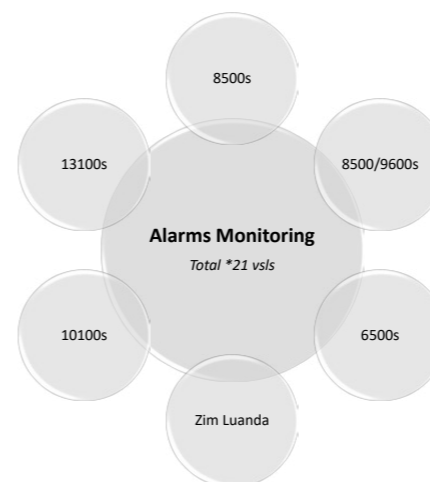 8500s
13100s
8500/9600s
Alarms Monitoring
Total *21 vsls
10100s
6500s
Zim Luanda